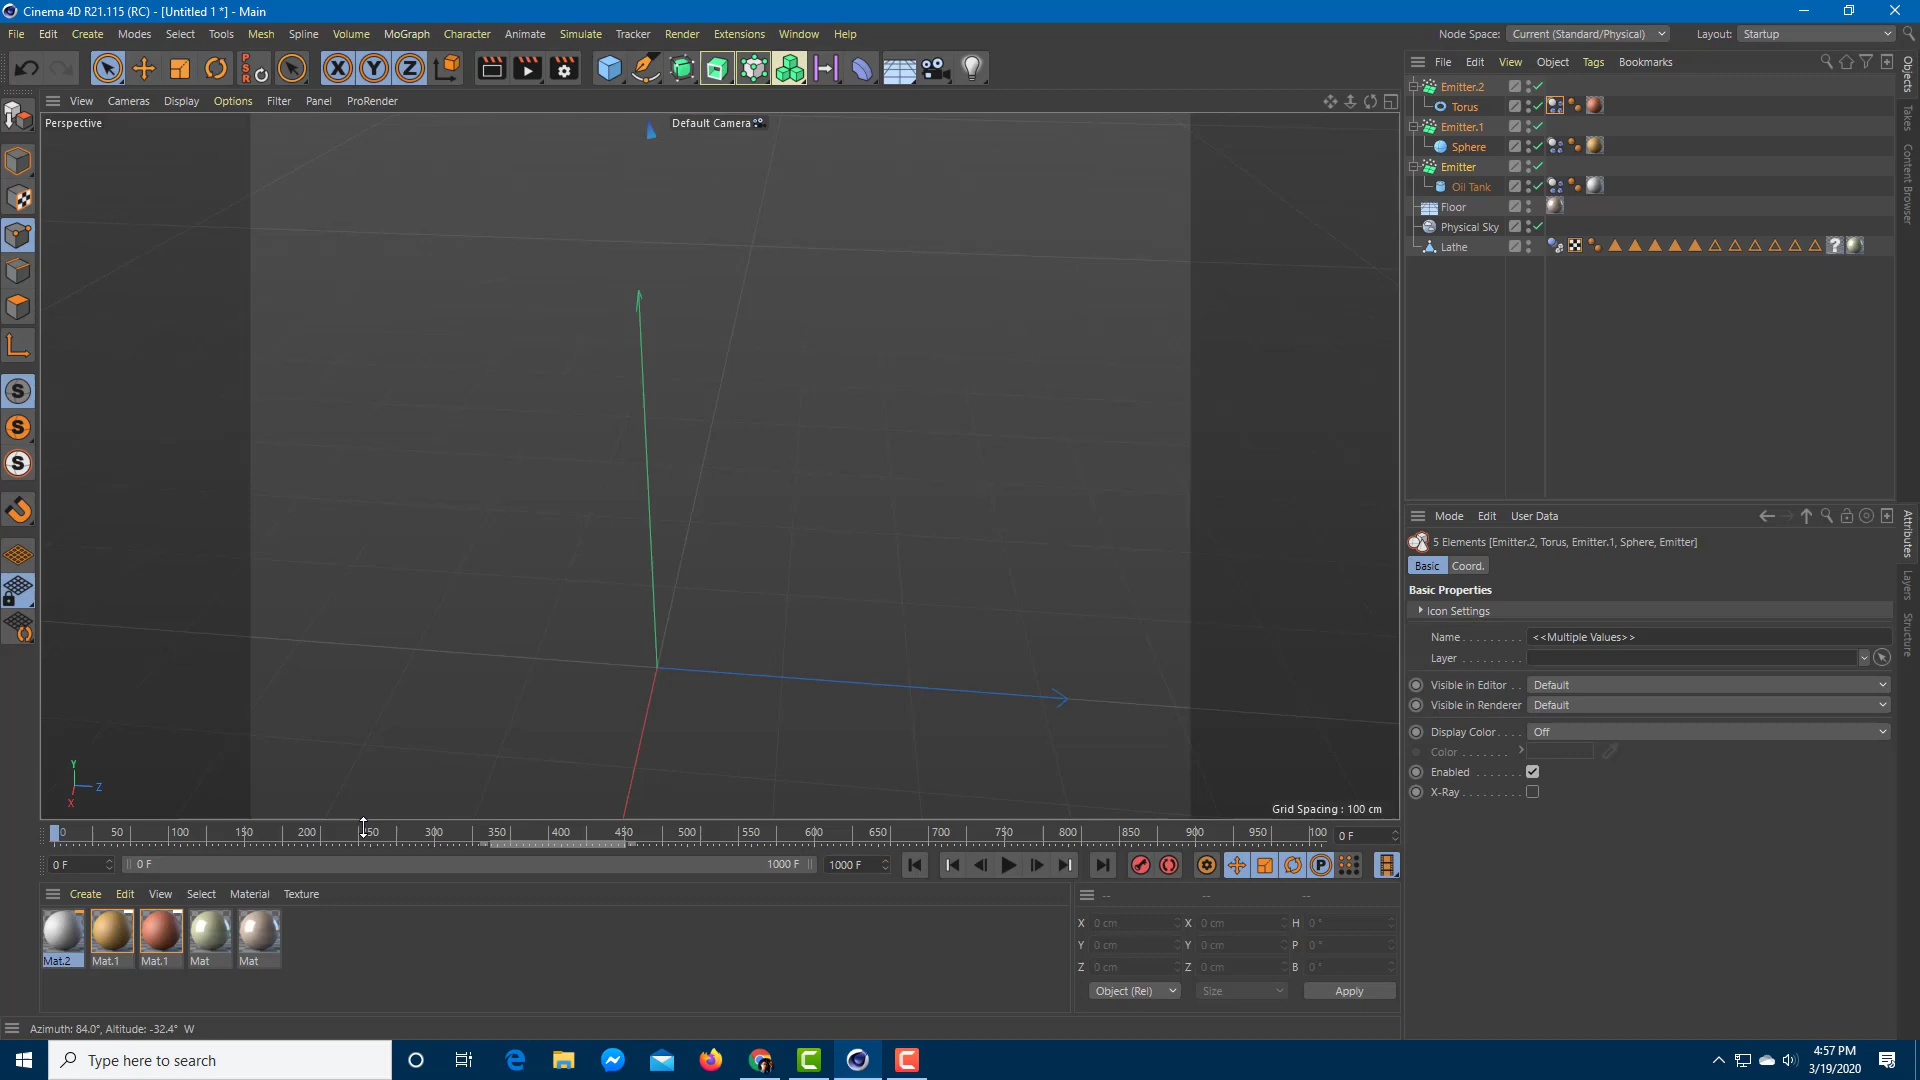 Cinema 4D R21.115 (RC) - [Untitled 1 *] - Main
File Edit Create Modes Select Tools Mesh Spline Volume MoGraph Character Animate Simulate Tracker Render Extensions Window Help
Node Space: Current (Standard/Physical) Layout: Startup
X Y Z
PSR
View Cameras Display Options Filter Panel ProRender
Perspective
Default Camera
File Edit View Object Tags Bookmarks
Emitter.2
Torus
Emitter.1
Sphere
Emitter
Oil Tank
Floor
Physical Sky
Lathe
?
Objects
Takes
Content Browser
S
S
S
Mode Edit User Data
5 Elements [Emitter.2, Torus, Emitter.1, Sphere, Emitter]
Basic Coord.
Basic Properties
Icon Settings
Name <<Multiple Values>>
Layer
Visible in Editor Default
Visible in Renderer Default
Display Color Off
Color
Enabled
X-Ray
Attributes
Layers
Structure
Y
Z
X
Grid Spacing : 100 cm
0 50 100 150 200 250 300 350 400 450 500 550 600 650 700 750 800 850 900 950 100 0 F
0 F 0 F 1000 F 1000 F
P
Create Edit View Select Material Texture
Mat.2 Mat.1 Mat.1 Mat Mat
-- -- --
X 0 cm X 0 cm H 0 °
Y 0 cm Y 0 cm P 0 °
Z 0 cm Z 0 cm B 0 °
Object (Rel) Size Apply
Azimuth: 84.0°, Altitude: -32.4° W
Type here to search
4:57 PM
3/19/2020